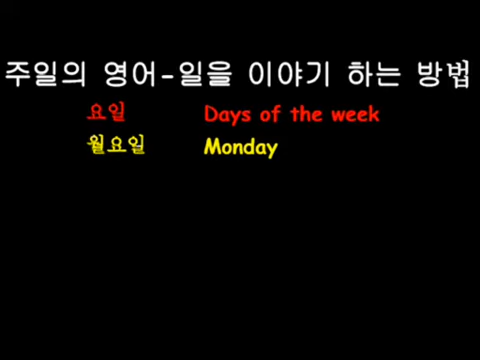 주일의 영어-일을 이야기 하는 방법
요일 Days of the week
월요일 Monday